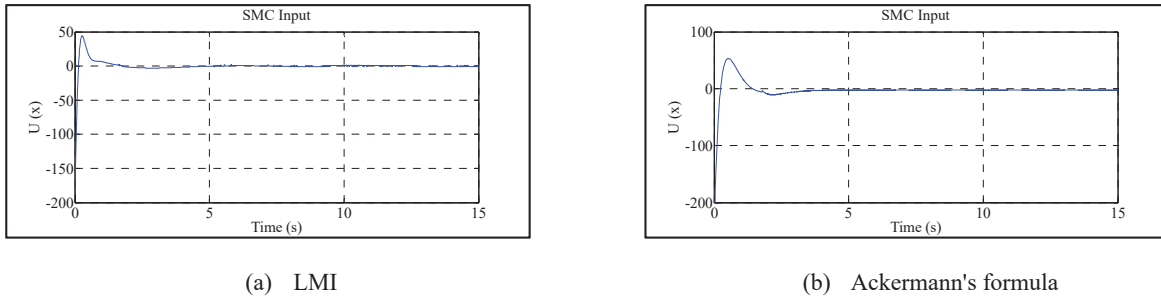 SMC Input
50
0
-50
-100
-150
-200
U (x)
0
5
10
15
Time (s)
(a) LMI
SMC Input
100
0
-100
-200
U (x)
0
5
10
15
Time (s)
(b) Ackermann's formula